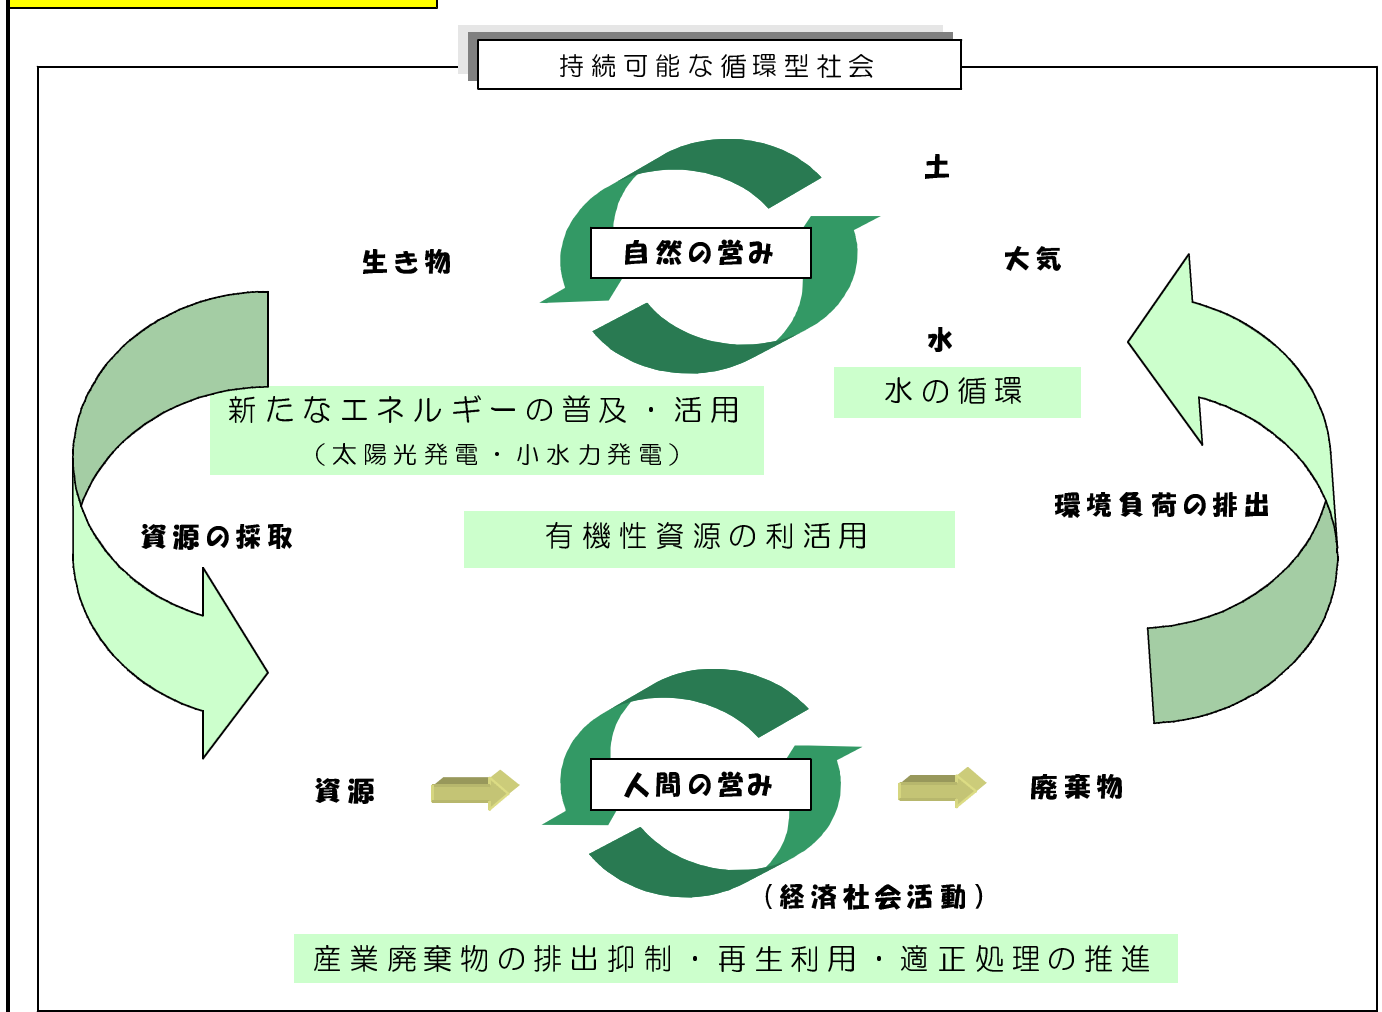 持続可能な循環型社会
土
自然の営み
生き物
大気
水
水の循環
新たなエネルギーの普及・活用
（太陽光発電・小水力発電）
環境負荷の排出
資源の採取
有機性資源の利活用
資源
人間の営み
廃棄物
（経済社会活動）
産業廃棄物の排出抑制・再生利用・適正処理の推進